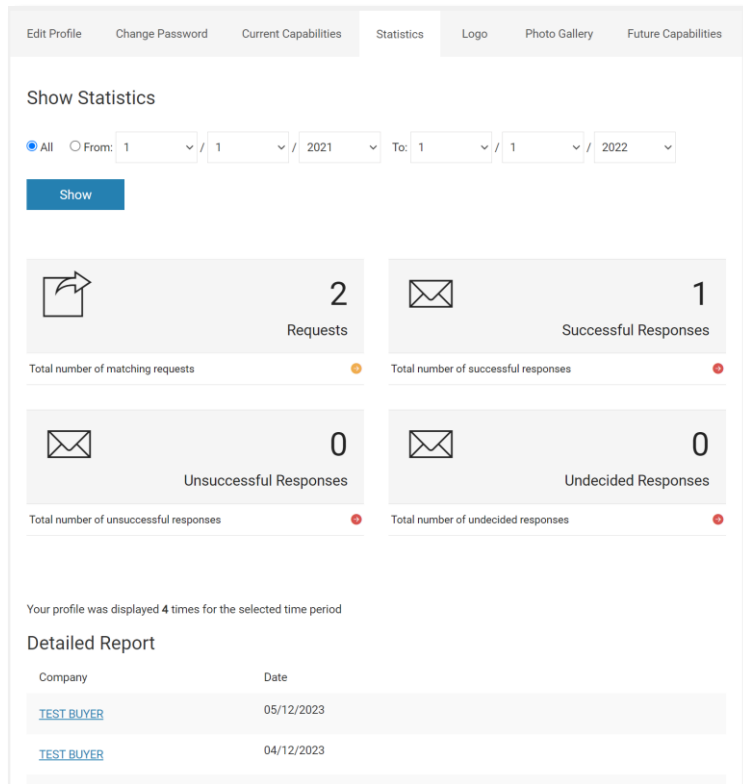 Edit Profile Change Password Current Capabilities Statistics Logo Photo Gallery Future Capabilities
Show Statistics
All From: 1 / 1 / 2021 To: 1 / 1 / 2022
Show
2
Requests
Total number of matching requests
1
Successful Responses
Total number of successful responses
0
Unsuccessful Responses
Total number of unsuccessful responses
0
Undecided Responses
Total number of undecided responses
Your profile was displayed 4 times for the selected time period
Detailed Report
Company Date
TEST BUYER 05/12/2023
TEST BUYER 04/12/2023